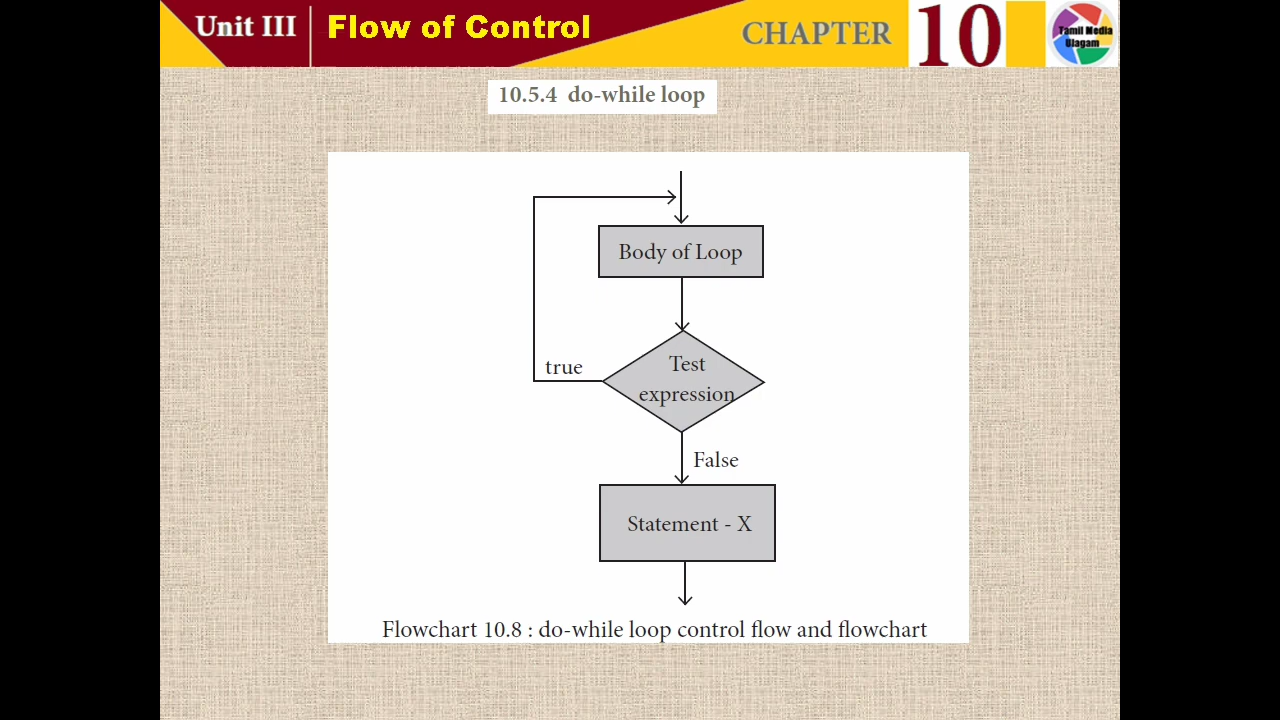 Unit III
Flow of Control
CHAPTER 10
Tamil Media
Ulagam
10.5.4 do-while loop
Body of Loop
Test
expression
true
False
Statement - X
Flowchart 10.8 : do-while loop control flow and flowchart